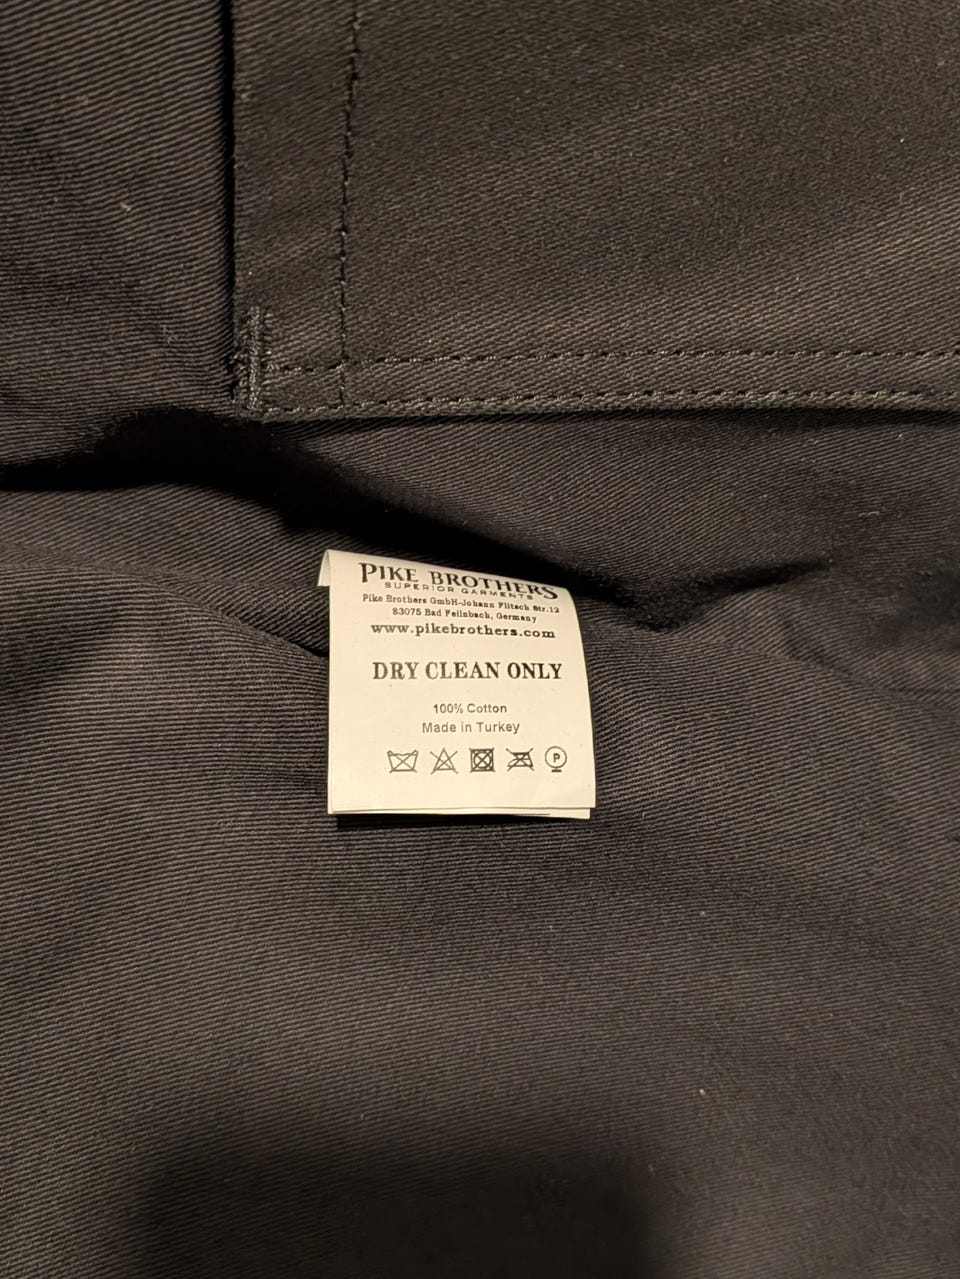 PIKE BROTHERS
SUPERIOR GARMENTS
Pike Brothers GmbH-Johann Flitsch Str.12
83075 Bad Feilnbach, Germany
www.pikebrothers.com
DRY CLEAN ONLY
100% Cotton
Made in Turkey
P